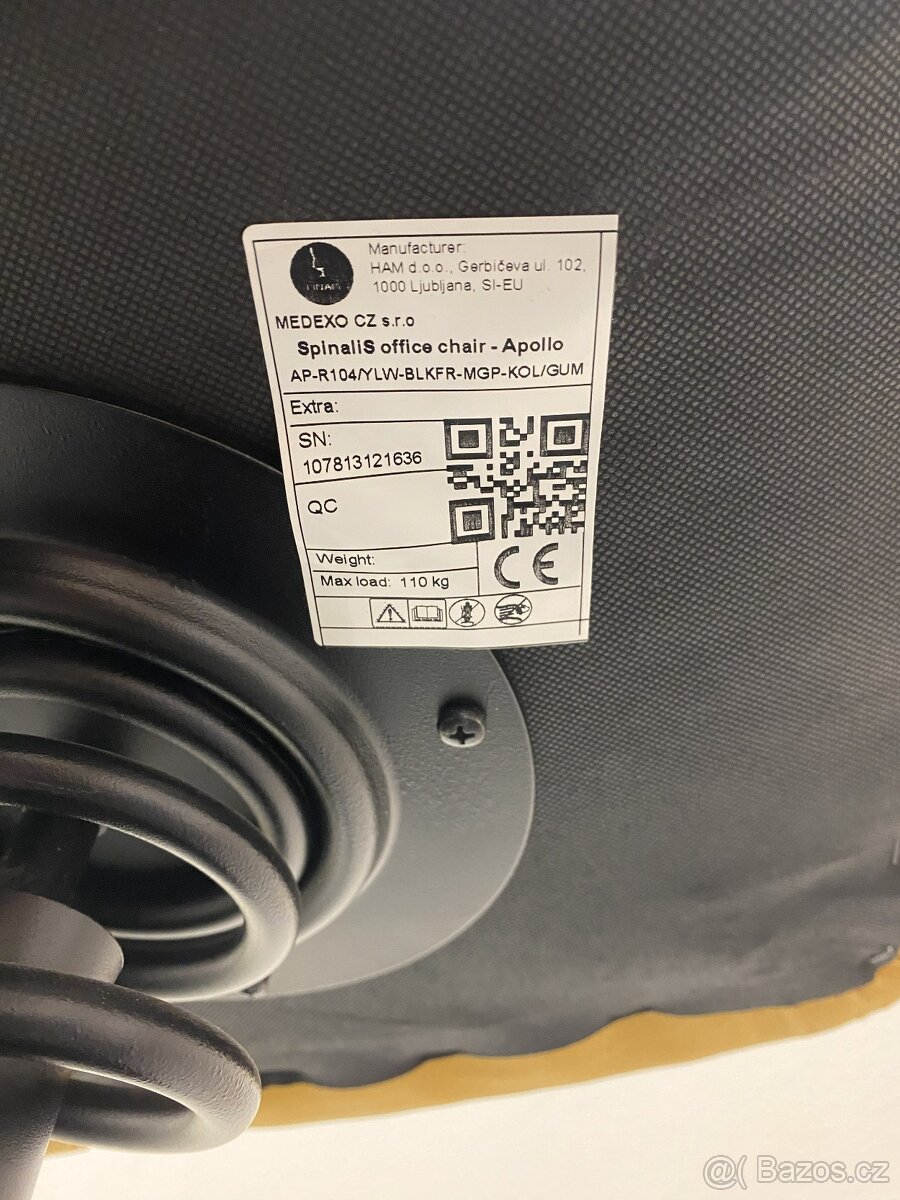 Manufacturer:
HAM d.o.o., Gerbičeva ul. 102,
1000 Ljubljana, SI-EU
MEDEXO CZ s.r.o
SpinaliS office chair - Apollo
AP-R104/YLW-BLKFR-MGP-KOL/GUM
Extra:
SN:
107813121636
QC
Weight:
CE
Max load: 110 kg
@( Bazos.cz